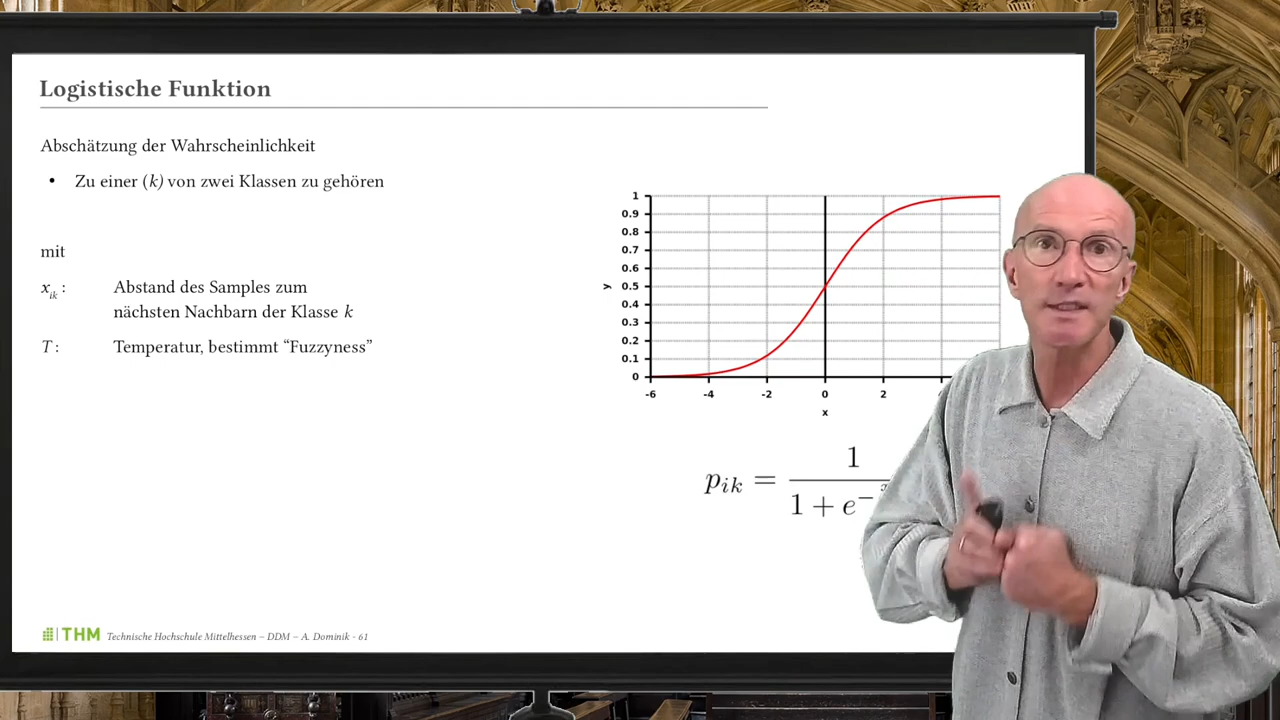 Logistische Funktion
Abschätzung der Wahrscheinlichkeit
• Zu einer (k) von zwei Klassen zu gehören
mit
x_ik : Abstand des Samples zum
nächsten Nachbarn der Klasse k
T : Temperatur, bestimmt “Fuzzyness”
1
0.9
0.8
0.7
0.6
0.5
0.4
0.3
0.2
0.1
0
y
-6 -4 -2 0 2
x
p_ik = 1 / 1 + e^−
THM Technische Hochschule Mittelhessen – DDM – A. Dominik - 61